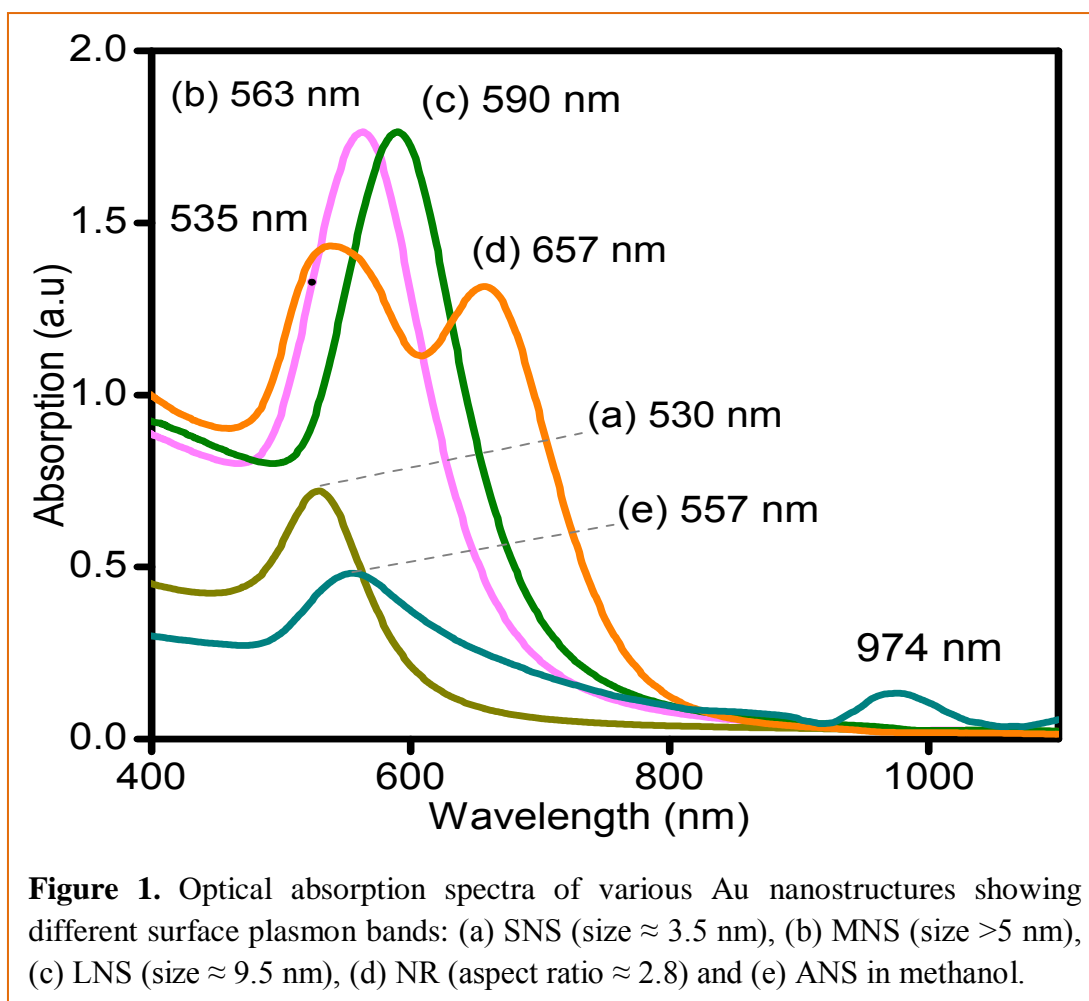 2.0
(b) 563 nm
(c) 590 nm
1.5
535 nm
(d) 657 nm
Absorption (a.u)
1.0
(a) 530 nm
(e) 557 nm
0.5
974 nm
0.0
400
600
800
1000
Wavelength (nm)
Figure 1. Optical absorption spectra of various Au nanostructures showing
different surface plasmon bands: (a) SNS (size ≈ 3.5 nm), (b) MNS (size >5 nm),
(c) LNS (size ≈ 9.5 nm), (d) NR (aspect ratio ≈ 2.8) and (e) ANS in methanol.